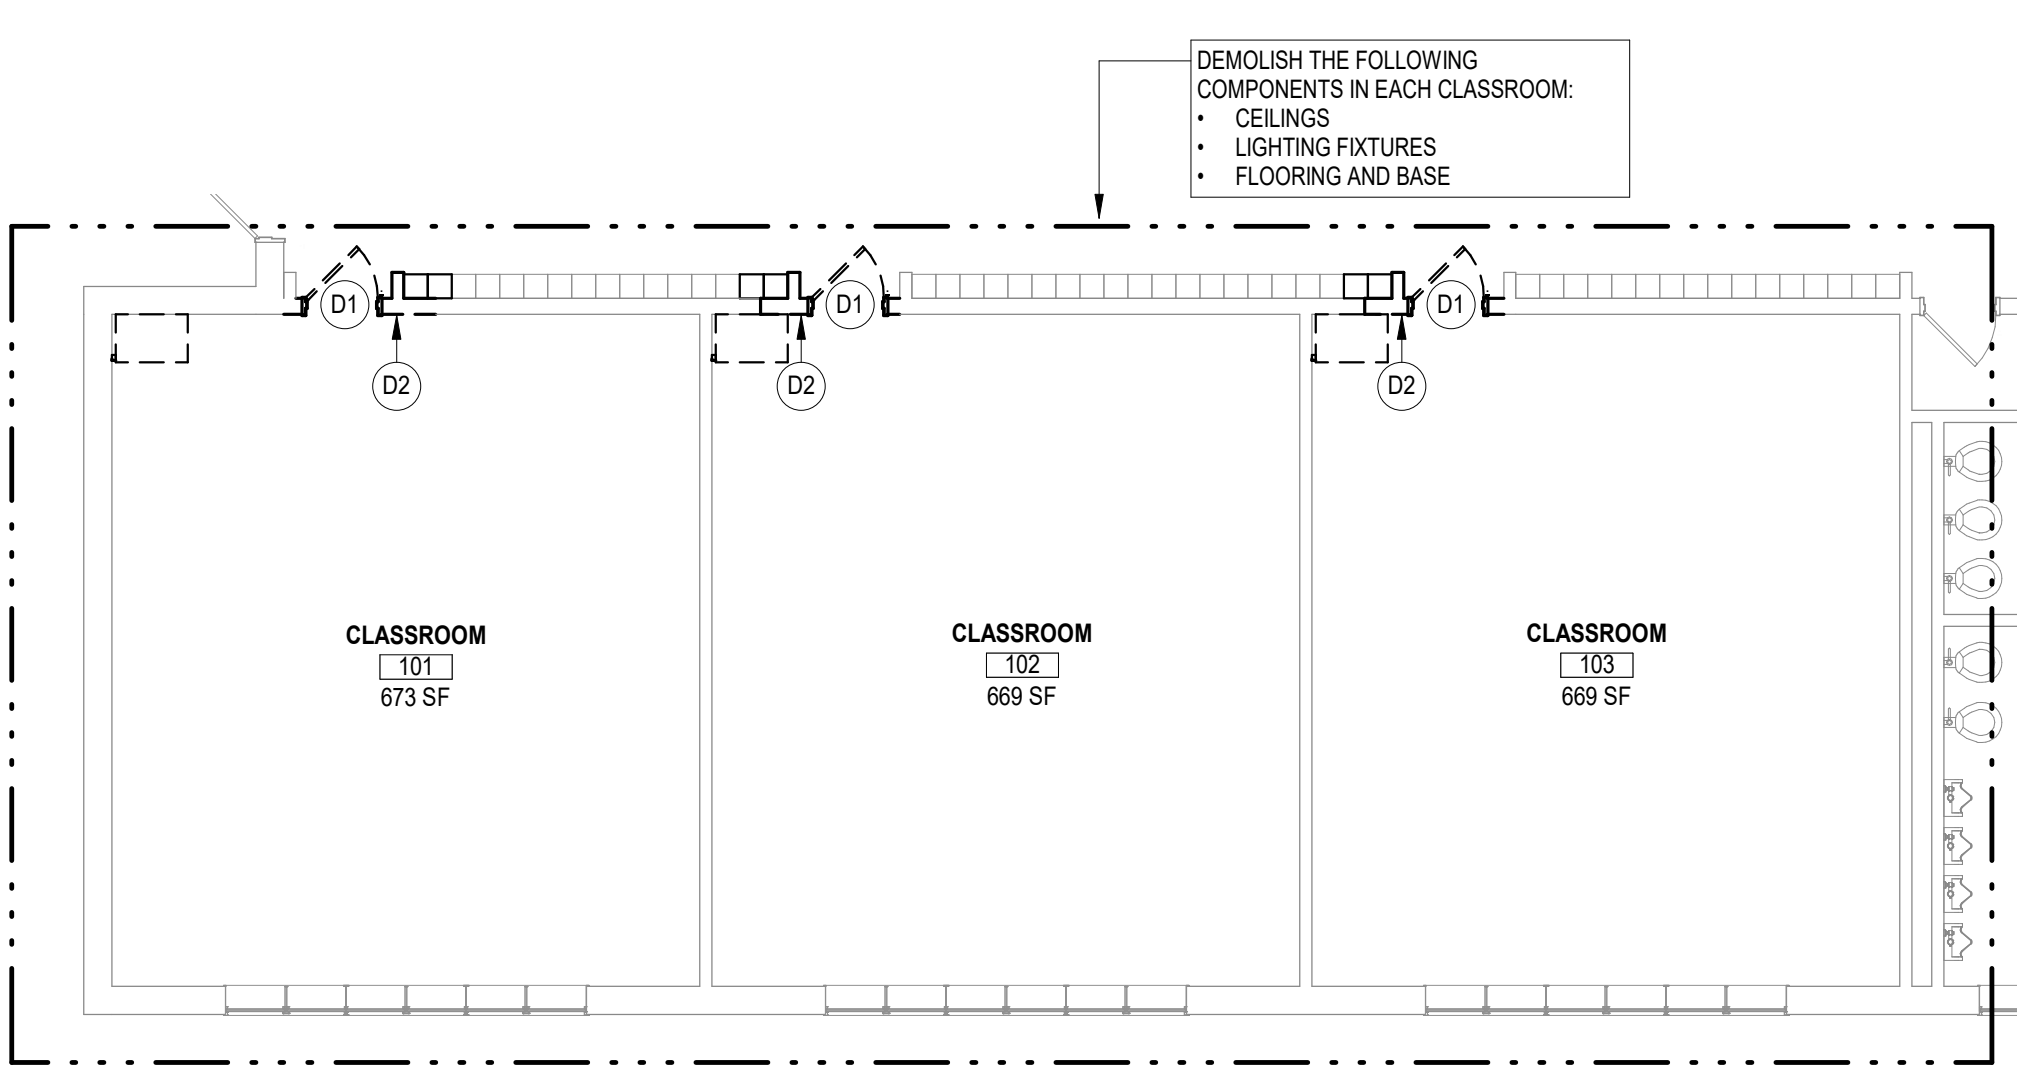 DEMOLISH THE FOLLOWING
COMPONENTS IN EACH CLASSROOM:
• CEILINGS
• LIGHTING FIXTURES
• FLOORING AND BASE
D1
D1
D1
D2
D2
D2
CLASSROOM
101
673 SF
CLASSROOM
102
669 SF
CLASSROOM
103
669 SF